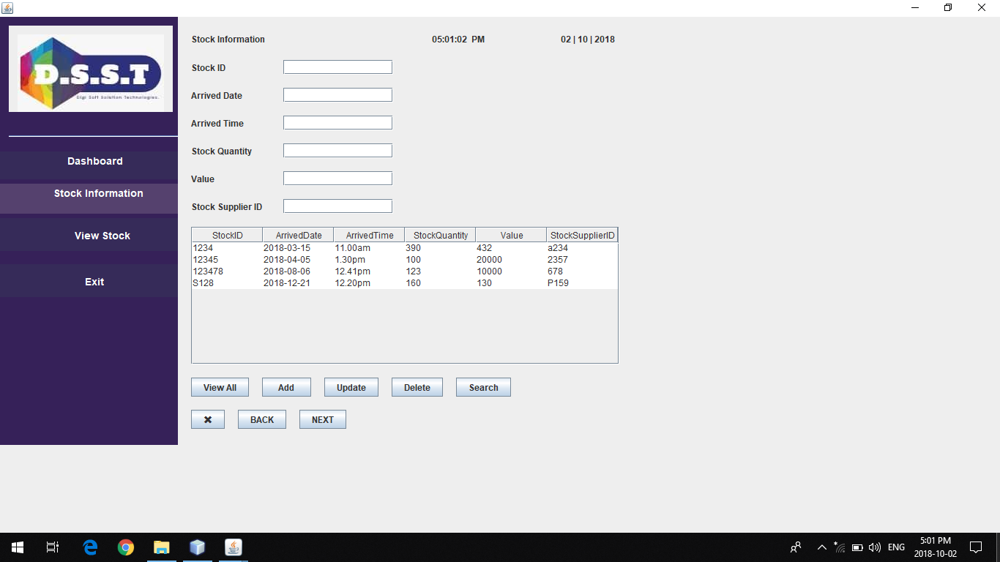 D.S.S.T
Digi Soft Solution Technologies.
Dashboard
Stock Information
View Stock
Exit
Stock Information 05:01:02 PM 02 | 10 | 2018
Stock ID
Arrived Date
Arrived Time
Stock Quantity
Value
Stock Supplier ID
StockID ArrivedDate ArrivedTime StockQuantity Value StockSupplierID
1234 2018-03-15 11.00am 390 432 a234
12345 2018-04-05 1.30pm 100 20000 2357
123478 2018-08-06 12.41pm 123 10000 678
S128 2018-12-21 12.20pm 160 130 P159
View All Add Update Delete Search
✖ BACK NEXT
ENG 5:01 PM
2018-10-02